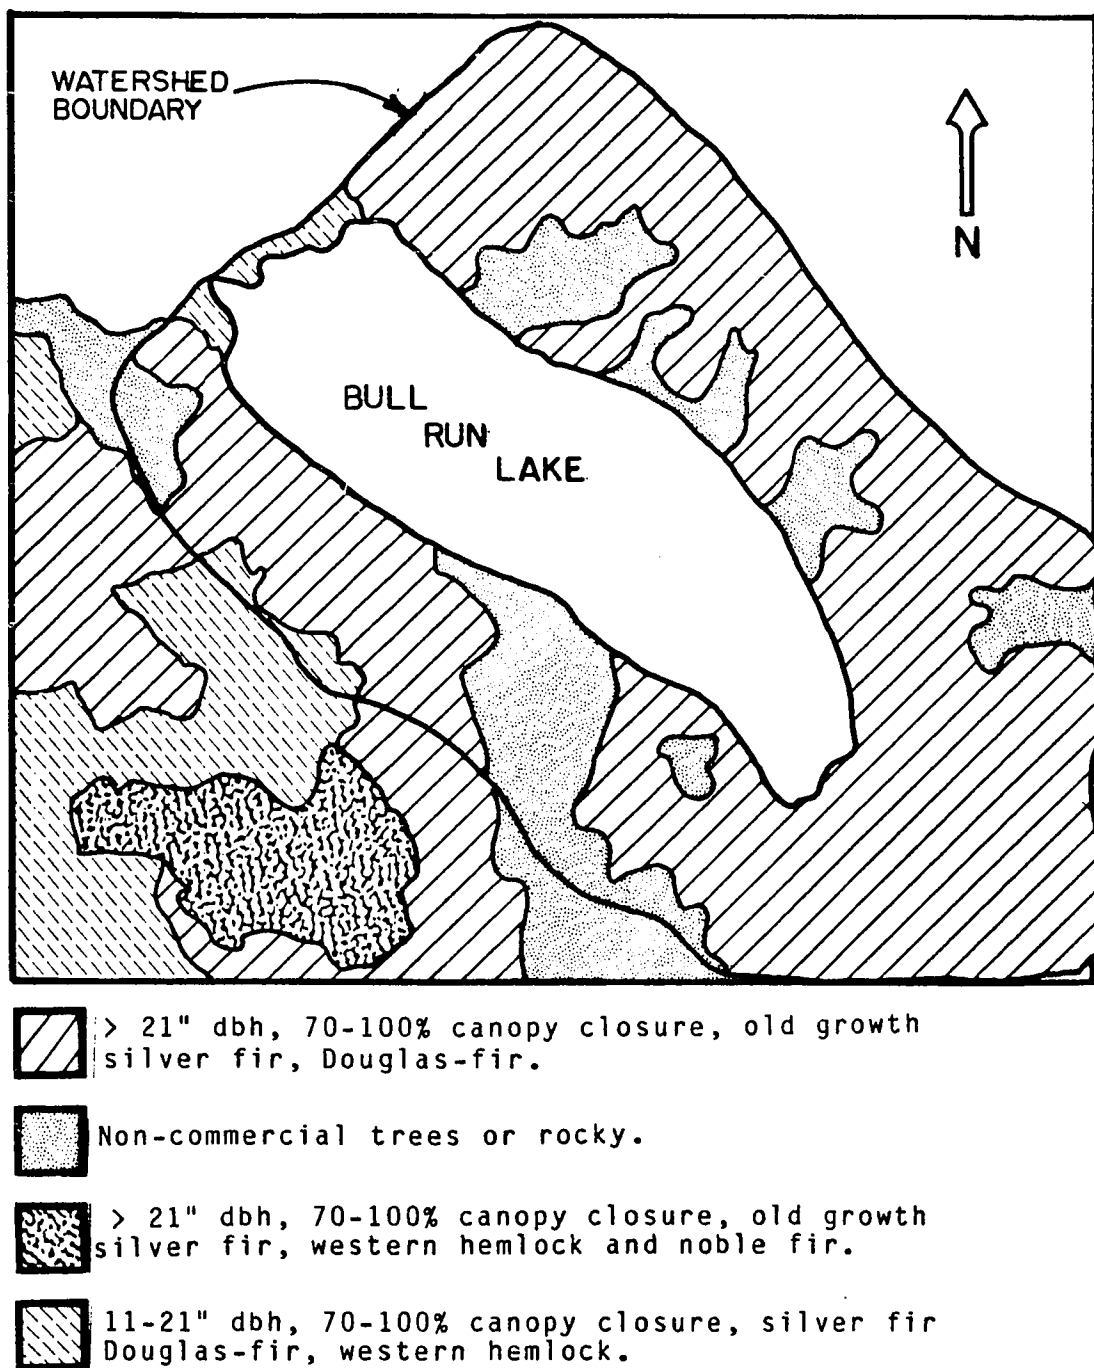 WATERSHED
BOUNDARY
N
BULL
RUN
LAKE
> 21" dbh, 70-100% canopy closure, old growth
silver fir, Douglas-fir.
Non-commercial trees or rocky.
> 21" dbh, 70-100% canopy closure, old growth
silver fir, western hemlock and noble fir.
11-21" dbh, 70-100% canopy closure, silver fir
Douglas-fir, western hemlock.